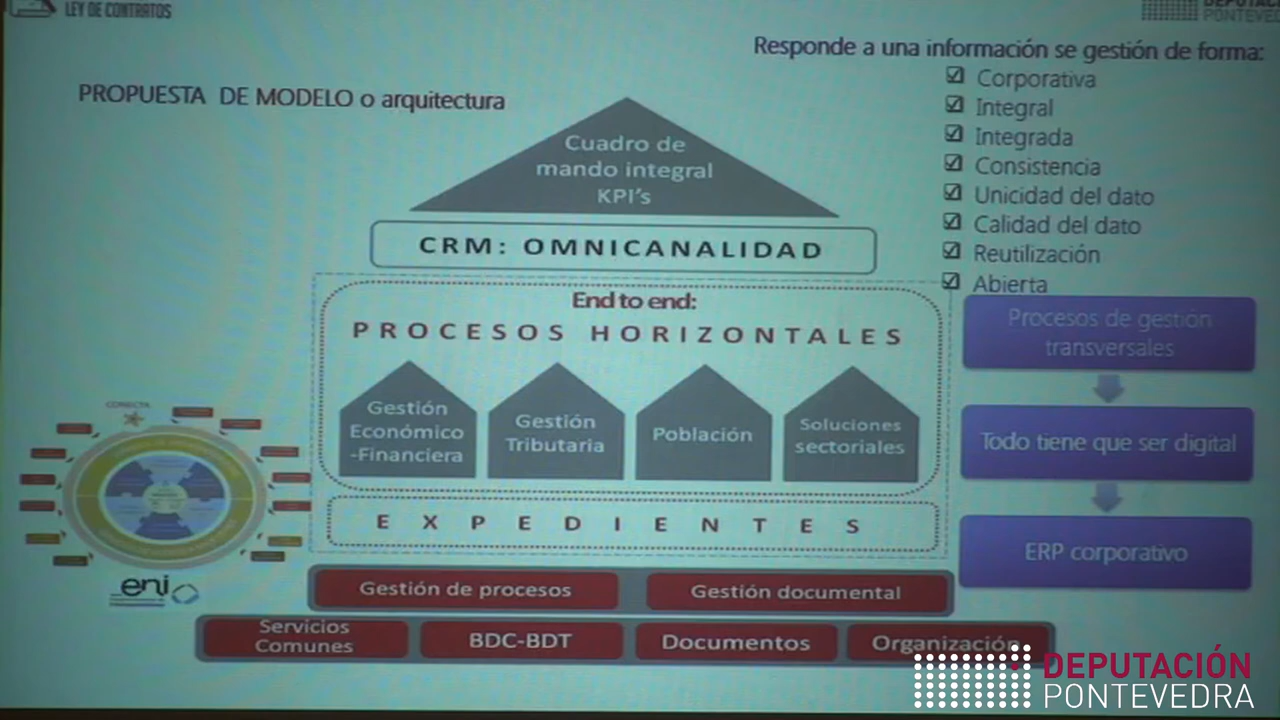 LEY DE CONTRATOS
DEPUTACIÓN
PONTEVEDRA
Responde a una información se gestión de forma:
Corporativa
Integral
Integrada
Consistencia
Unicidad del dato
Calidad del dato
Reutilización
Abierta
PROPUESTA DE MODELO o arquitectura
Cuadro de
mando integral
KPI's
CRM: OMNICANALIDAD
End to end:
PROCESOS HORIZONTALES
Gestión
Económico
-Financiera
Gestión
Tributaria
Población
Soluciones
sectoriales
EXPEDIENTES
Procesos de gestión
transversales
Todo tiene que ser digital
ERP corporativo
CONECTA
eni
Gestión de procesos
Gestión documental
Servicios
Comunes
BDC-BDT
Documentos
Organización
DEPUTACIÓN
PONTEVEDRA